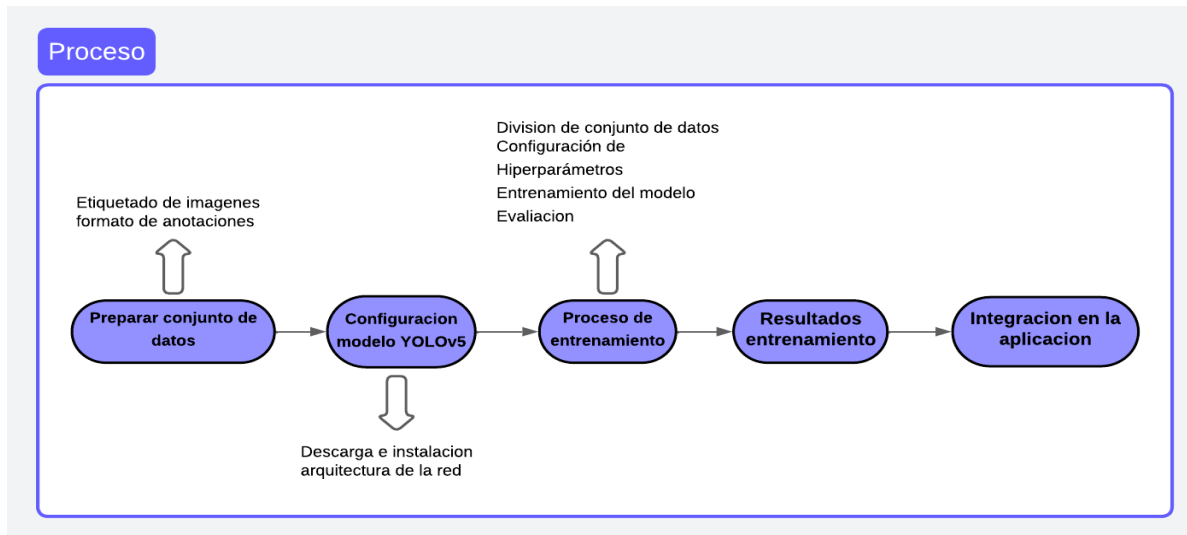 Proceso
Division de conjunto de datos
Configuración de
Hiperparámetros
Entrenamiento del modelo
Evaliacion
Etiquetado de imagenes
formato de anotaciones
Preparar conjunto de
datos
Configuracion
modelo YOLOv5
Proceso de
entrenamiento
Resultados
entrenamiento
Integracion en la
aplicacion
Descarga e instalacion
arquitectura de la red